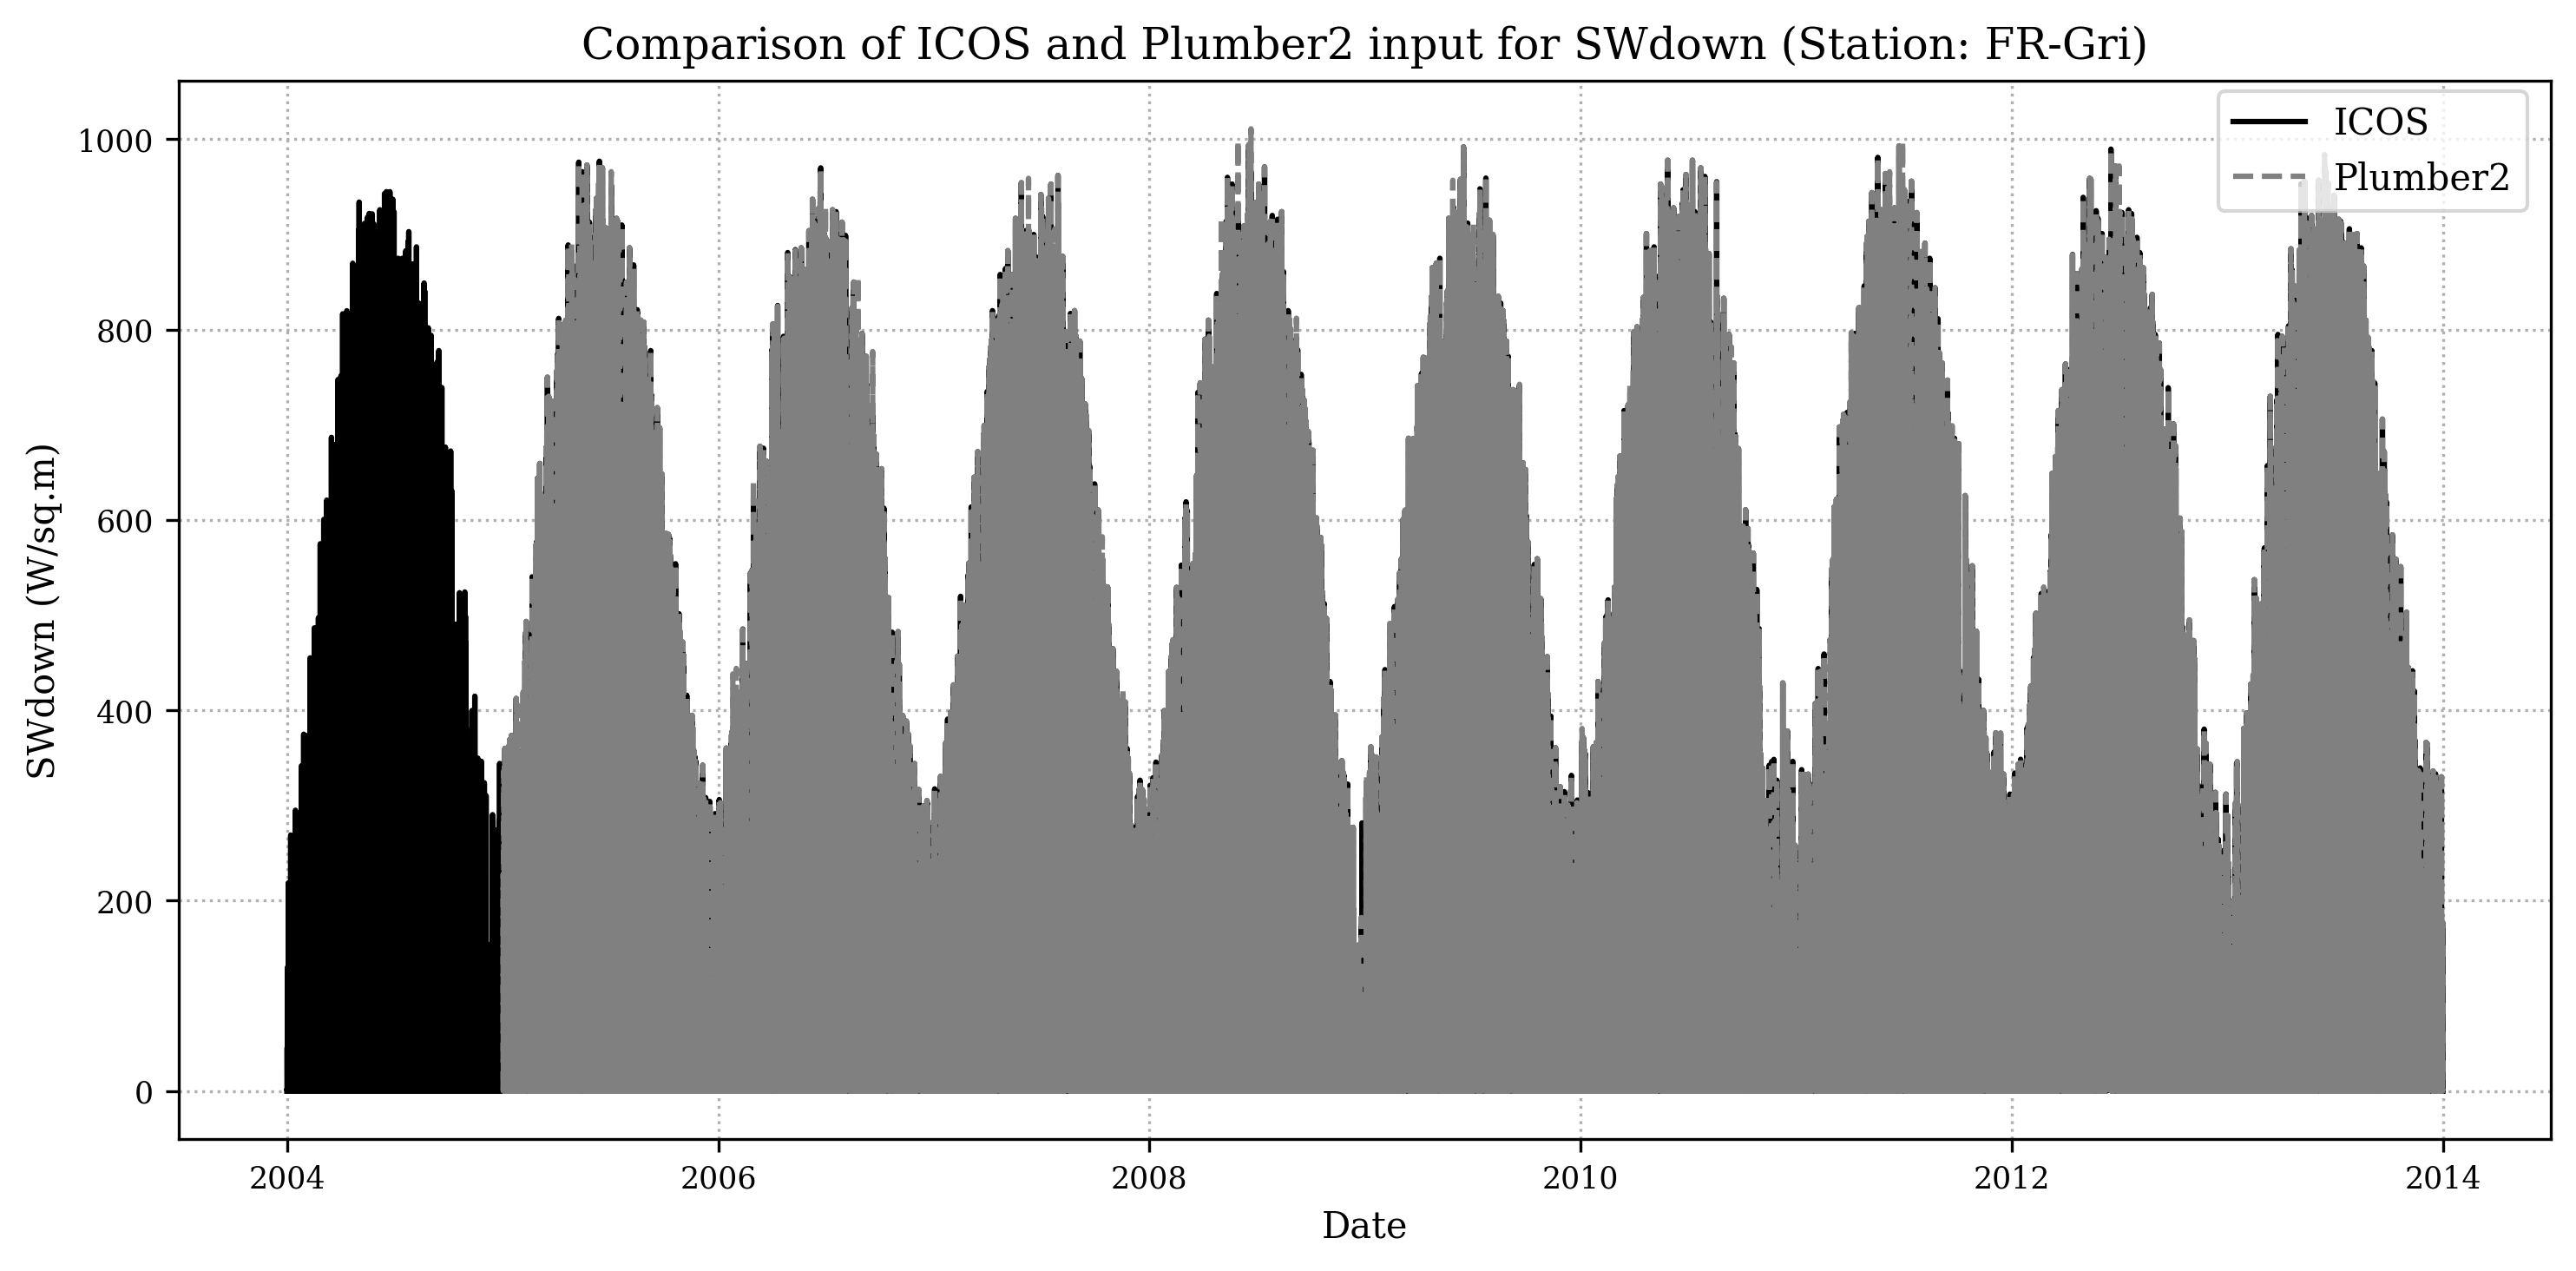 Comparison of ICOS and Plumber2 input for SWdown (Station: FR-Gri)
ICOS
Plumber2
SWdown (W/sq.m)
1000
800
600
400
200
0
2004 2006 2008 2010 2012 2014
Date